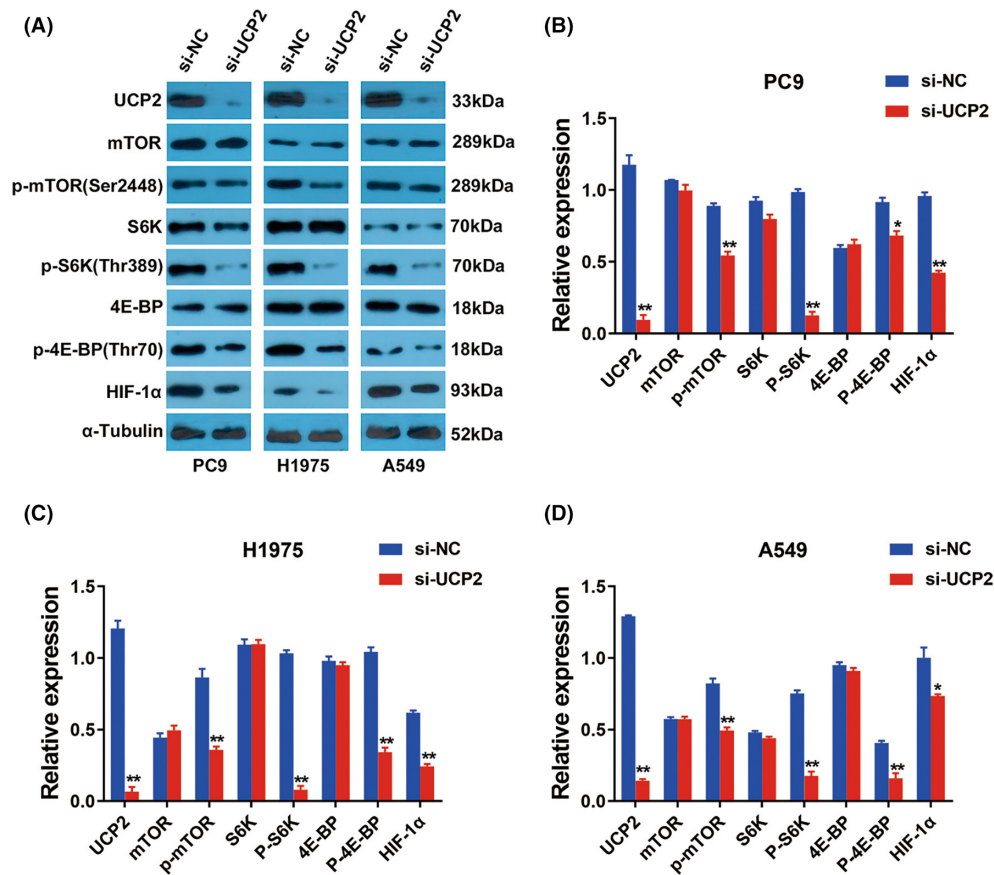 (A)
si-NC si-UCP2 si-NC si-UCP2 si-NC si-UCP2
UCP2 33kDa
mTOR 289kDa
p-mTOR(Ser2448) 289kDa
S6K 70kDa
p-S6K(Thr389) 70kDa
4E-BP 18kDa
p-4E-BP(Thr70) 18kDa
HIF-1α 93kDa
α-Tubulin 52kDa
PC9 H1975 A549
(B)
PC9
si-NC
si-UCP2
Relative expression
1.5
1.0
0.5
0.0
** ** ** * **
UCP2 mTOR p-mTOR S6K P-S6K 4E-BP P-4E-BP HIF-1α
(C)
H1975
si-NC
si-UCP2
Relative expression
1.5
1.0
0.5
0.0
** ** ** ** **
UCP2 mTOR p-mTOR S6K P-S6K 4E-BP P-4E-BP HIF-1α
(D)
A549
si-NC
si-UCP2
Relative expression
1.5
1.0
0.5
0.0
** ** ** ** *
UCP2 mTOR p-mTOR S6K P-S6K 4E-BP P-4E-BP HIF-1α